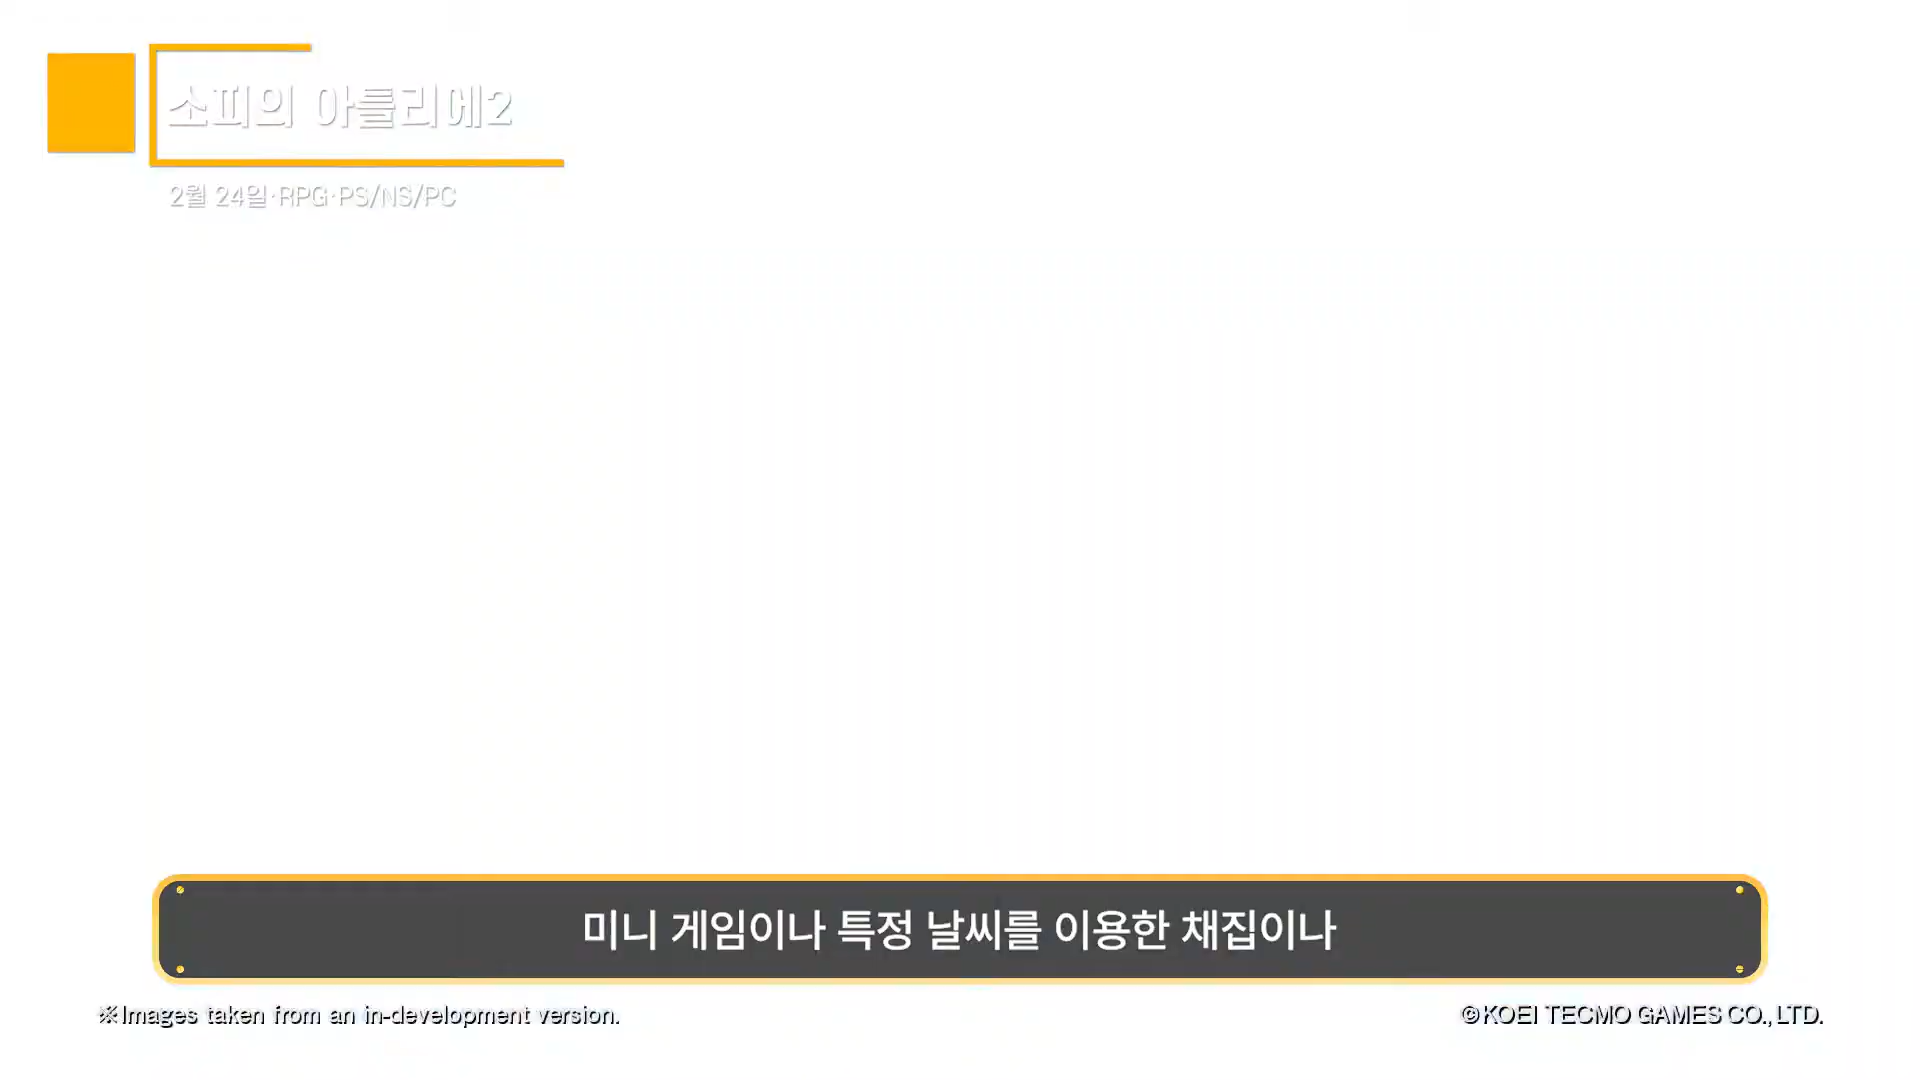 소피의 아틀리에2
2월 24일·RPG·PS/NS/PC
미니 게임이나 특정 날씨를 이용한 채집이나
※Images taken from an in-development version.
©KOEI TECMO GAMES CO., LTD.